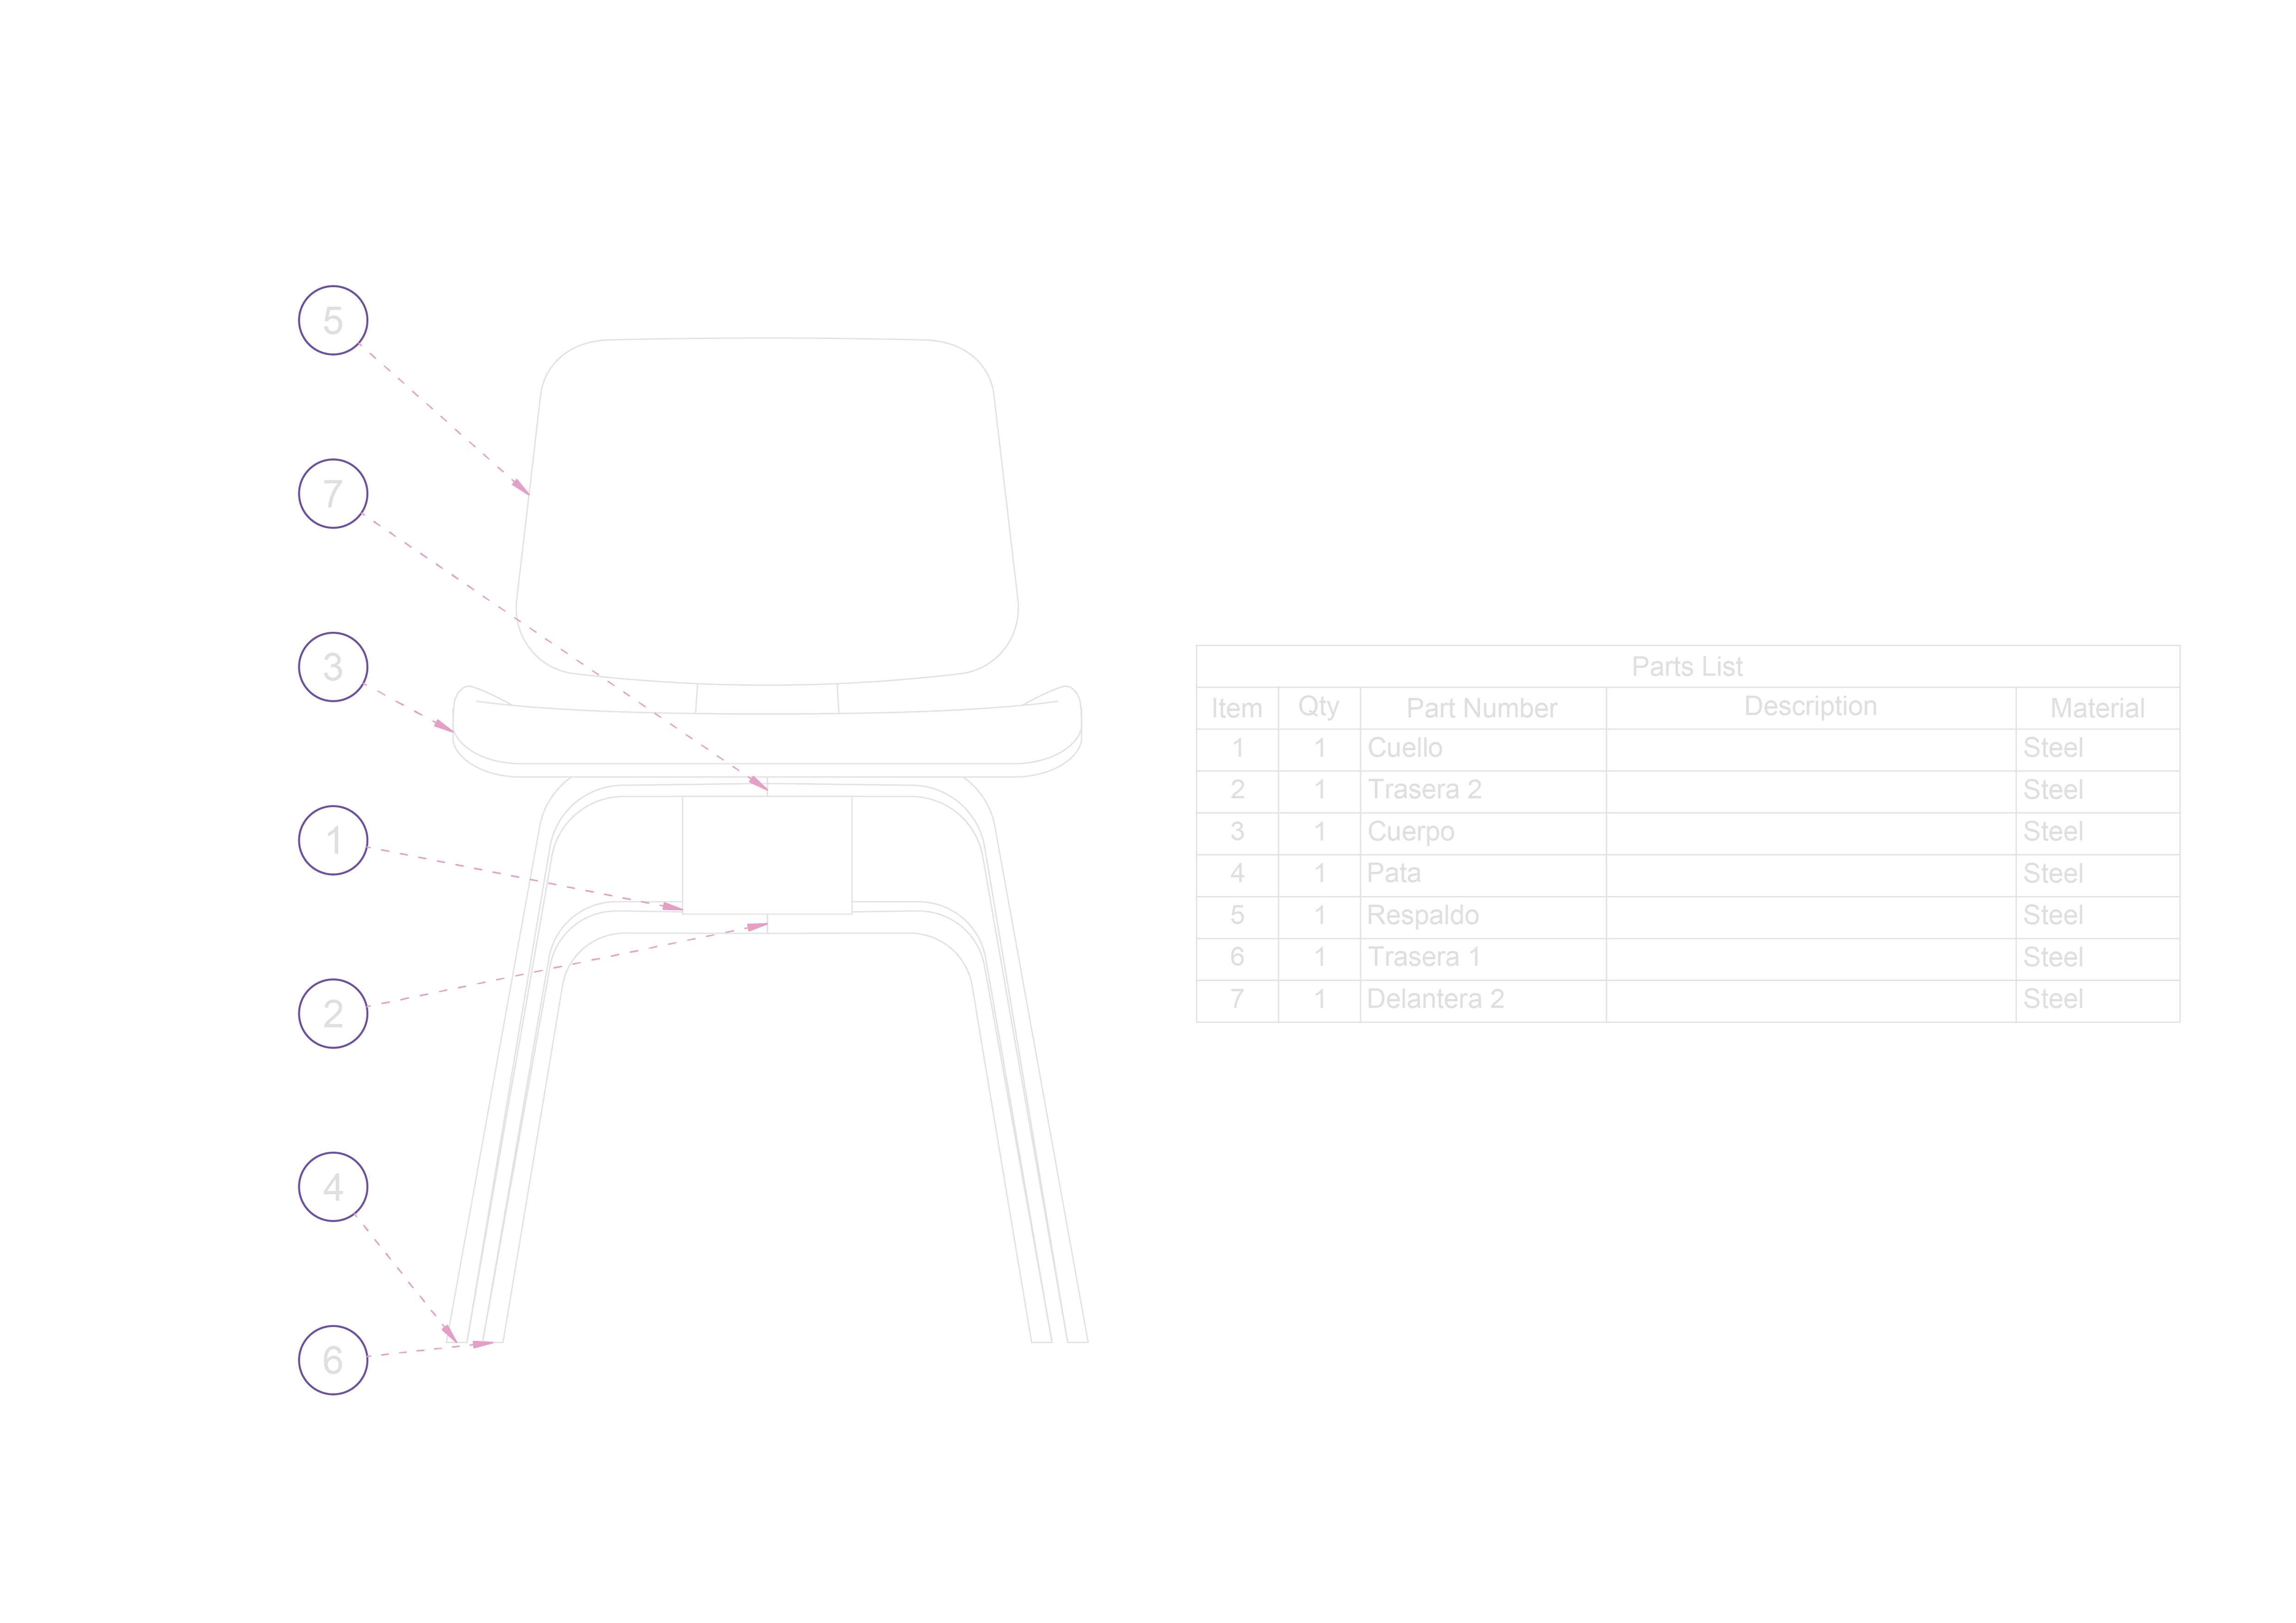 5
7
3
1
2
4
6
Parts List
Item Qty Part Number Description Material
1 1 Cuello Steel
2 1 Trasera 2 Steel
3 1 Cuerpo Steel
4 1 Pata Steel
5 1 Respaldo Steel
6 1 Trasera 1 Steel
7 1 Delantera 2 Steel